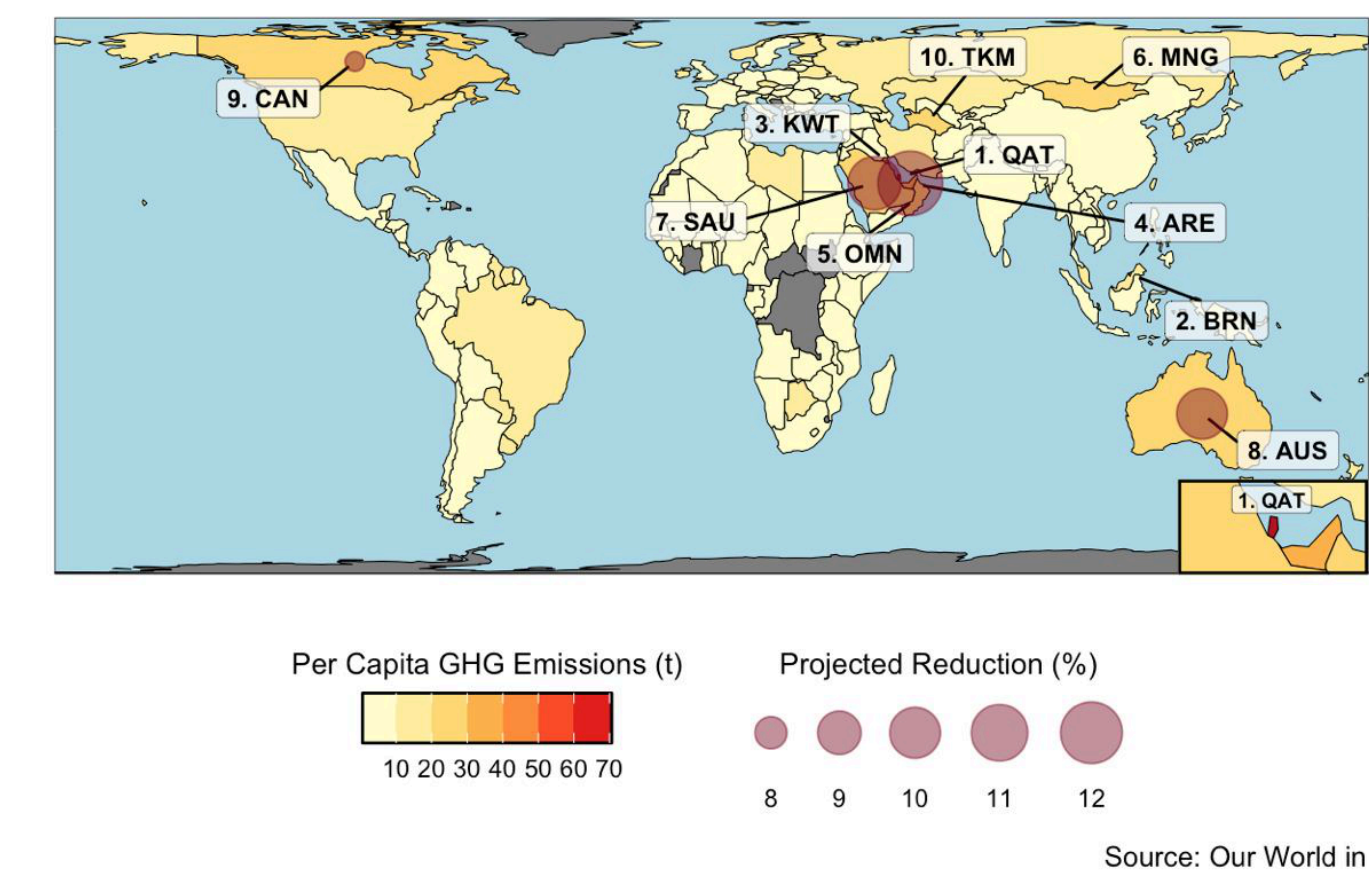 10. TKM
6. MNG
9. CAN
3. KWT
1. QAT
7. SAU
4. ARE
5. OMN
2. BRN
8. AUS
1. QAT
Per Capita GHG Emissions (t)
10 20 30 40 50 60 70
Projected Reduction (%)
8 9 10 11 12
Source: Our World in